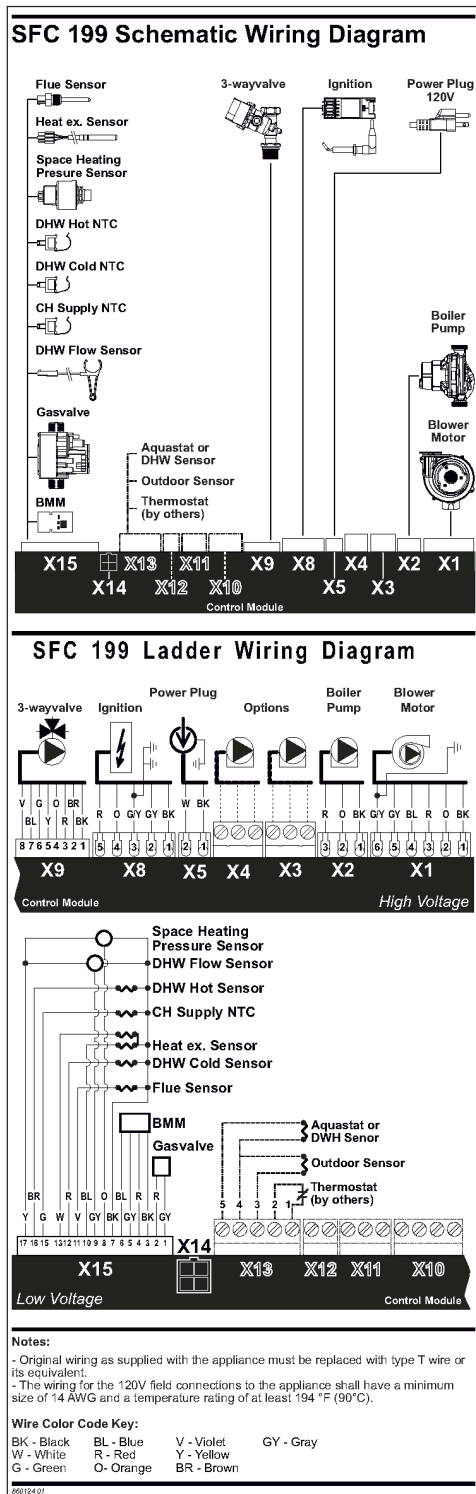 SFC 199 Schematic Wiring Diagram
Flue Sensor
3-wayvalve
Ignition
Power Plug
120V
Heat ex. Sensor
Space Heating
Presure Sensor
DHW Hot NTC
DHW Cold NTC
CH Supply NTC
DHW Flow Sensor
Boiler
Pump
Gasvalve
Blower
Motor
Aquastat or
DHW Sensor
Outdoor Sensor
Thermostat
(by others)
BMM
X15 X13 X11 X9 X8 X4 X2 X1
X14 X12 X10 X5 X3
Control Module
SFC 199 Ladder Wiring Diagram
3-wayvalve
Ignition
Power Plug
Options
Boiler
Pump
Blower
Motor
V G O BR R O G/Y GY BK W BK R O BK G/Y GY BL R O BK
BL Y R BK
8 7 6 5 4 3 2 1 5 4 3 2 1 2 1 3 2 1 6 5 4 3 2 1
X9 X8 X5 X4 X3 X2 X1
Control Module
High Voltage
Space Heating
Pressure Sensor
DHW Flow Sensor
DHW Hot Sensor
CH Supply NTC
Heat ex. Sensor
DHW Cold Sensor
Flue Sensor
BMM
Gasvalve
Aquastat or
DWH Senor
Outdoor Sensor
Thermostat
(by others)
BR R BL O BL R R
5 4 3 2 1
Y G W V GY BK GY BK GY
17 16 15 13 12 11 10 9 8 7 6 5 4 3 2 1
X14
X15 X13 X12 X11 X10
Low Voltage
Control Module
Notes:
- Original wiring as supplied with the appliance must be replaced with type T wire or
its equivalent.
- The wiring for the 120V field connections to the appliance shall have a minimum
size of 14 AWG and a temperature rating of at least 194 °F (90°C).
Wire Color Code Key:
BK - Black BL - Blue V - Violet GY - Gray
W - White R - Red Y - Yellow
G - Green O- Orange BR - Brown
860124.01